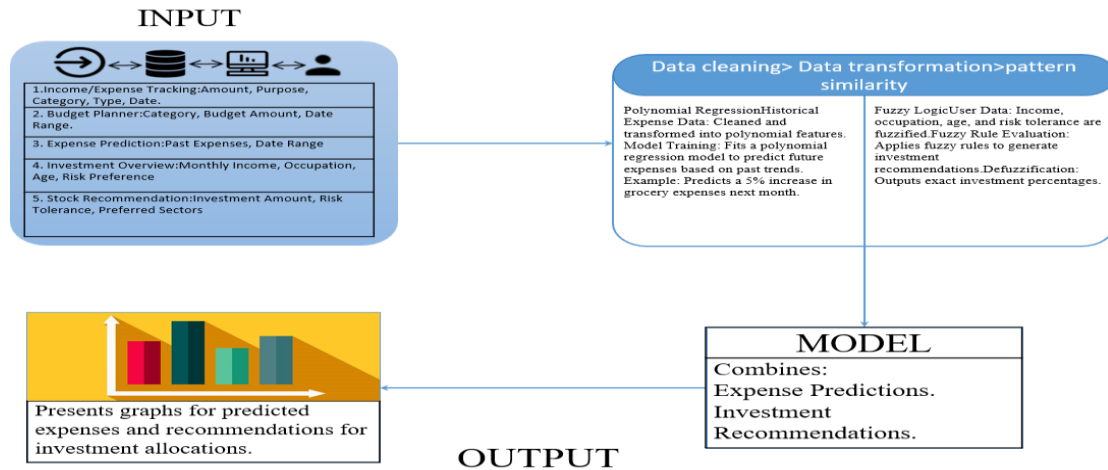 INPUT
1.Income/Expense Tracking:Amount, Purpose,
Category, Type, Date.
2. Budget Planner:Category, Budget Amount, Date
Range.
3. Expense Prediction:Past Expenses, Date Range
4. Investment Overview:Monthly Income, Occupation,
Age, Risk Preference
5. Stock Recommendation:Investment Amount, Risk
Tolerance, Preferred Sectors
Data cleaning> Data transformation>pattern
similarity
Polynomial RegressionHistorical
Expense Data: Cleaned and
transformed into polynomial features.
Model Training: Fits a polynomial
regression model to predict future
expenses based on past trends.
Example: Predicts a 5% increase in
grocery expenses next month.
Fuzzy LogicUser Data: Income,
occupation, age, and risk tolerance are
fuzzified.Fuzzy Rule Evaluation:
Applies fuzzy rules to generate
investment
recommendations.Defuzzification:
Outputs exact investment percentages.
MODEL
Combines:
Expense Predictions.
Investment
Recommendations.
Presents graphs for predicted
expenses and recommendations for
investment allocations.
OUTPUT